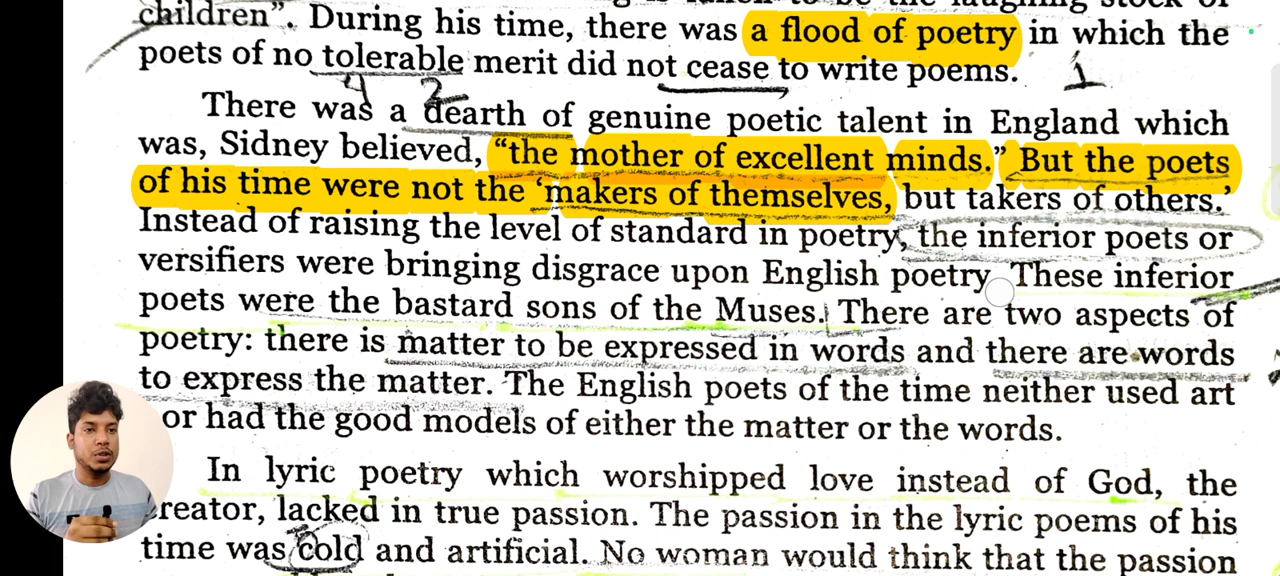 children". During his time, there was a flood of poetry in which the
poets of no tolerable merit did not cease to write poems.
1
4 2
There was a dearth of genuine poetic talent in England which
was, Sidney believed, "the mother of excellent minds." But the poets
of his time were not the 'makers of themselves, but takers of others.'
Instead of raising the level of standard in poetry, the inferior poets or
versifiers were bringing disgrace upon English poetry These inferior
poets were the bastard sons of the Muses. There are two aspects of
poetry: there is matter to be expressed in words and there are words
to express the matter. The English poets of the time neither used art
or had the good models of either the matter or the words.
In lyric poetry which worshipped love instead of God, the
reator, lacked in true passion. The passion in the lyric poems of his
time was cold and artificial. No woman would think that the passion